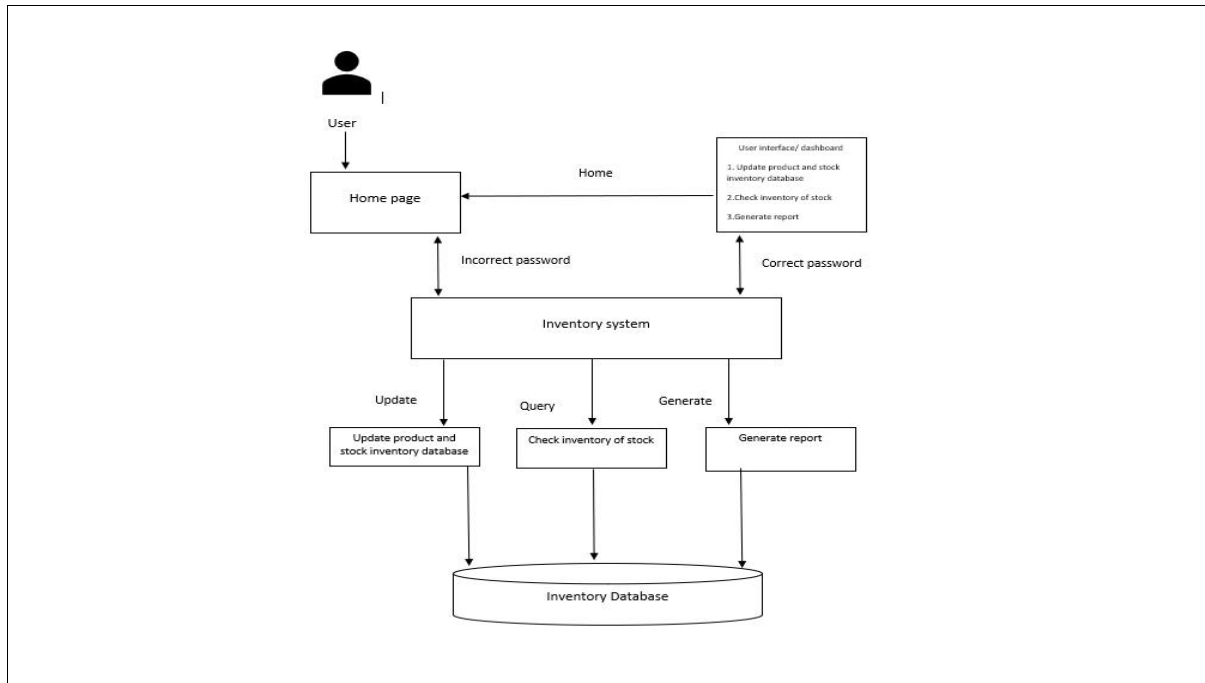 User
Home page
Home
User interface/ dashboard
1. Update product and stock
inventory database
2.Check inventory of stock
3.Generate report
Incorrect password
Correct password
Inventory system
Update
Query
Generate
Update product and
stock inventory database
Check inventory of stock
Generate report
Inventory Database